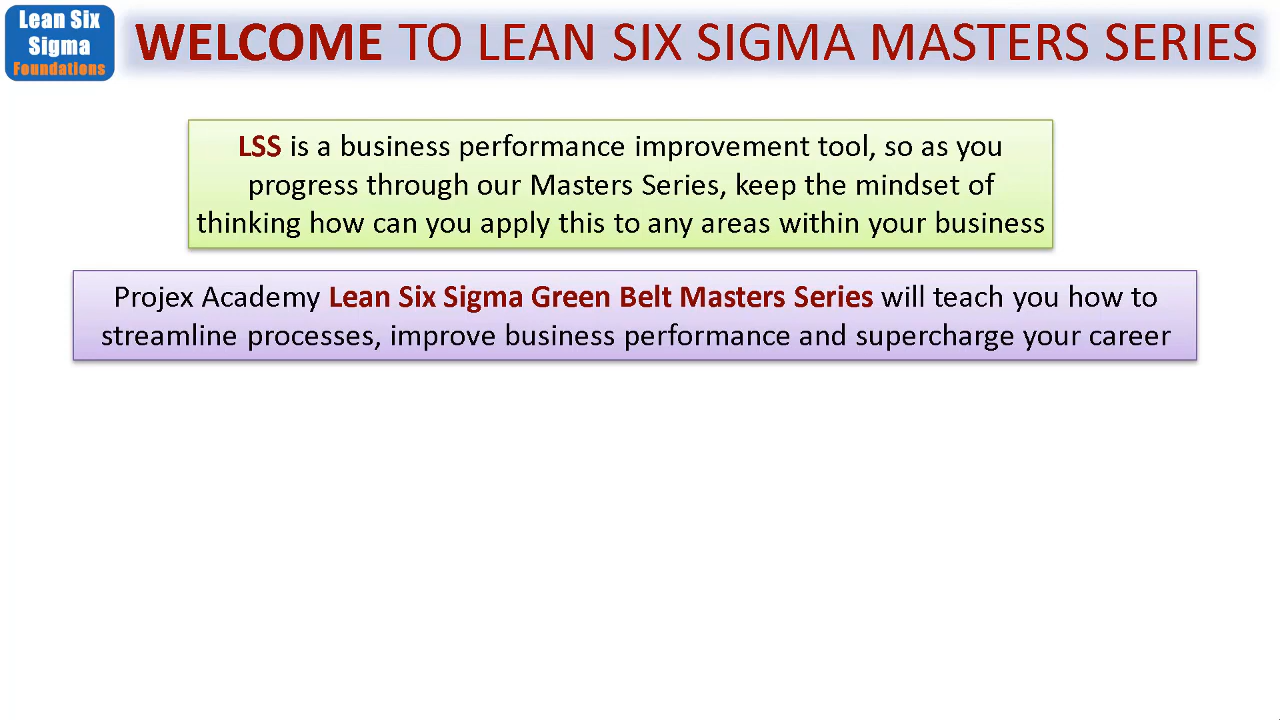 Lean Six
Sigma
Foundations
WELCOME TO LEAN SIX SIGMA MASTERS SERIES
LSS is a business performance improvement tool, so as you
progress through our Masters Series, keep the mindset of
thinking how can you apply this to any areas within your business
Projex Academy Lean Six Sigma Green Belt Masters Series will teach you how to
streamline processes, improve business performance and supercharge your career